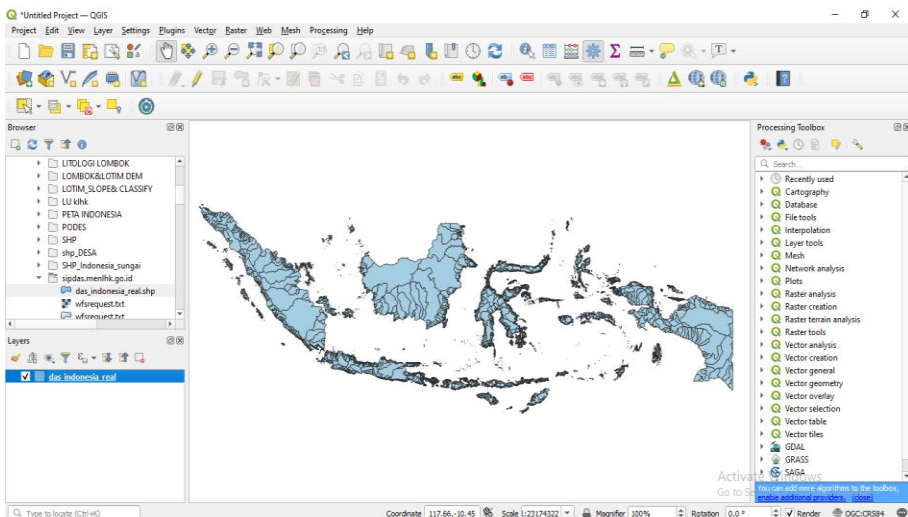 *Untitled Project — QGIS
Project Edit View Layer Settings Plugins Vector Raster Web Mesh Processing Help
Browser
LITOLOGI LOMBOK
LOMBOK&LOTIM DEM
LOTIM_SLOPE& CLASSIFY
LU klhk
PETA INDONESIA
PODES
SHP
shp_DESA
SHP_Indonesia_sungai
sipdas.menlhk.go.id
das_indonesia_real.shp
wfsrequest.txt
wfsrequest.txt
Layers
das_indonesia_real
Processing Toolbox
Search...
Recently used
Cartography
Database
File tools
Interpolation
Layer tools
Mesh
Network analysis
Plots
Raster analysis
Raster creation
Raster terrain analysis
Raster tools
Vector analysis
Vector creation
Vector general
Vector geometry
Vector overlay
Vector selection
Vector table
Vector tiles
GDAL
GRASS
SAGA
Activate Windows
Go to Se
You can add more algorithms to the toolbox,
enable additional providers. [close]
Type to locate (Ctrl+K)
Coordinate 117.66,-10.45 Scale 1:23174322 Magnifier 100% Rotation 0.0 ° Render OGC:CRS84